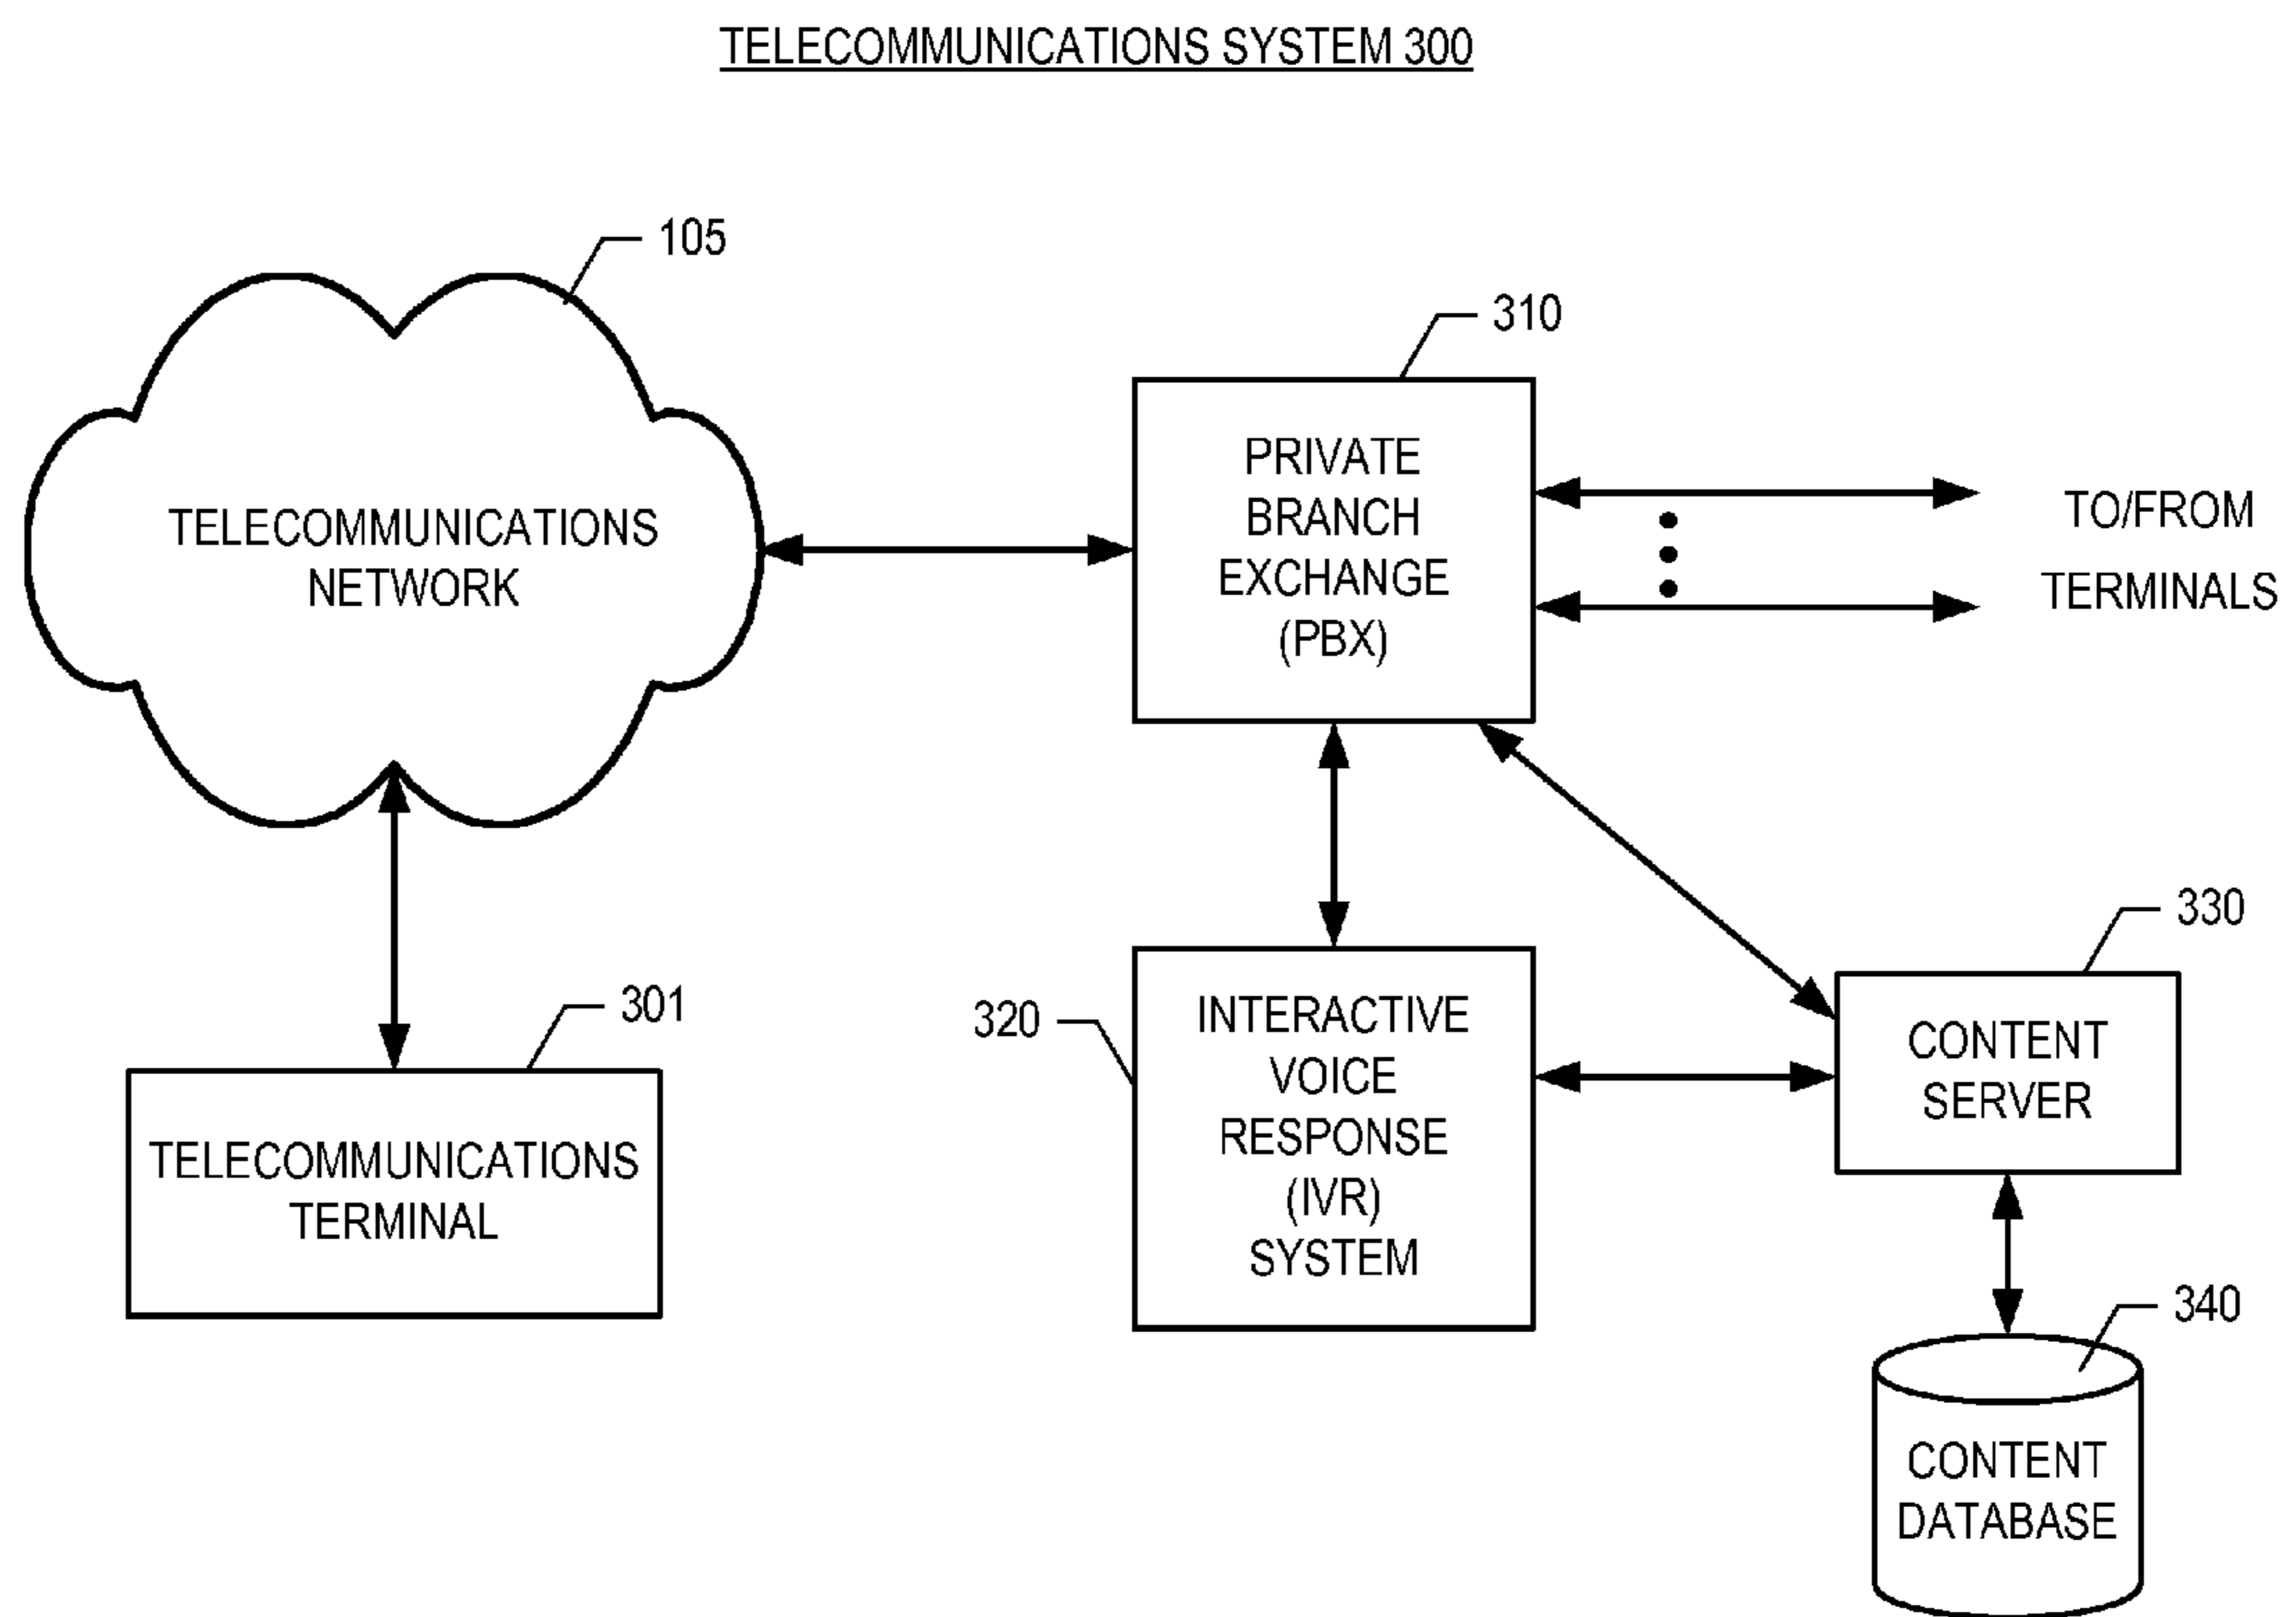 TELECOMMUNICATIONS SYSTEM 300
105
TELECOMMUNICATIONS
NETWORK
310
PRIVATE
BRANCH
EXCHANGE
(PBX)
TO/FROM
TERMINALS
301
TELECOMMUNICATIONS
TERMINAL
320
INTERACTIVE
VOICE
RESPONSE
(IVR)
SYSTEM
330
CONTENT
SERVER
340
CONTENT
DATABASE